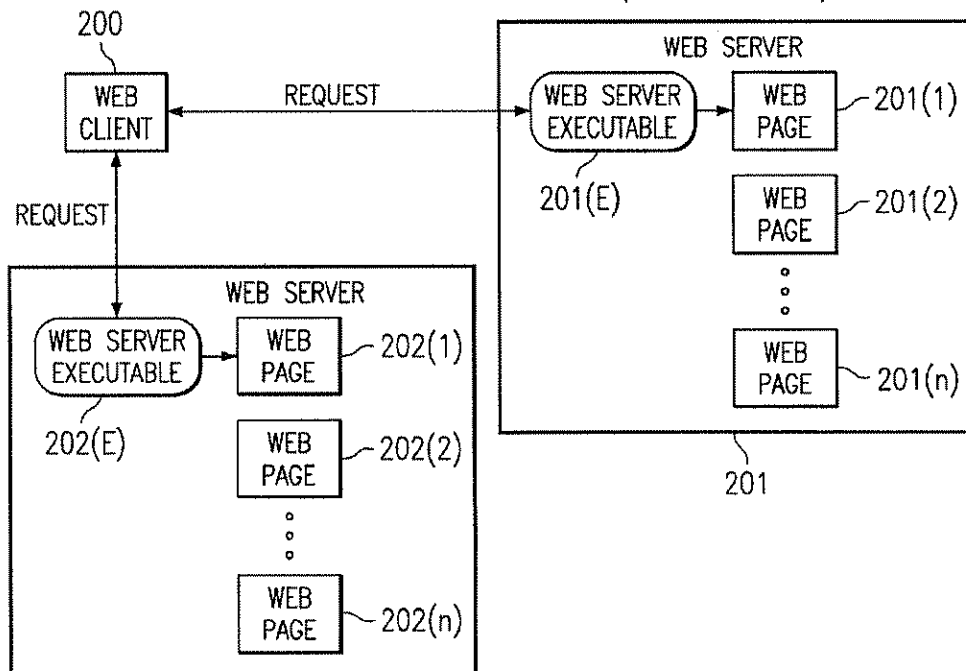 200
WEB
CLIENT
REQUEST
REQUEST
WEB SERVER
WEB SERVER
EXECUTABLE
201(E)
WEB
PAGE
201(1)
WEB
PAGE
201(2)
WEB
PAGE
201(n)
201
WEB SERVER
WEB SERVER
EXECUTABLE
202(E)
WEB
PAGE
202(1)
WEB
PAGE
202(2)
WEB
PAGE
202(n)